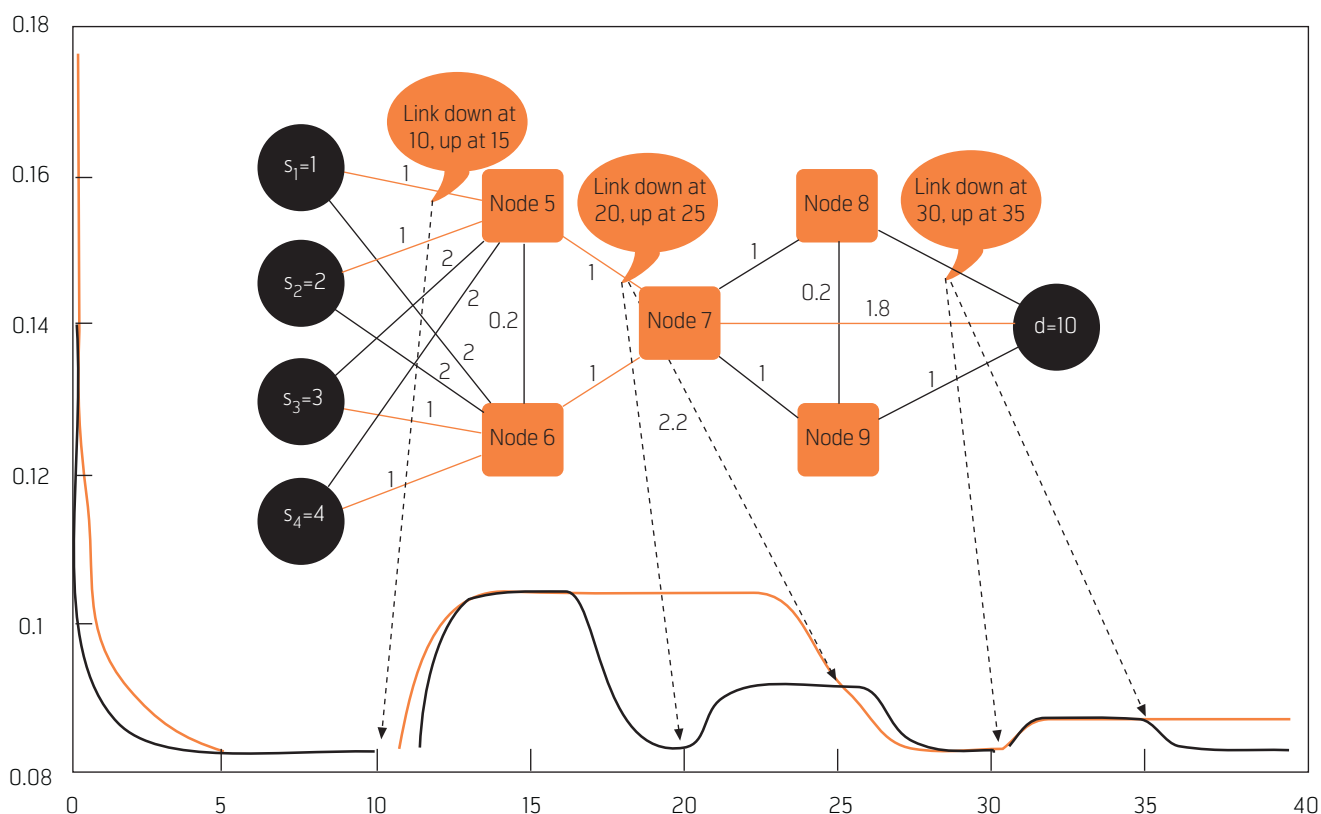 0.18
0.16
0.14
0.12
0.1
0.08
0
5
10
15
20
25
30
35
40
Link down at
10, up at 15
Link down at
20, up at 25
Link down at
30, up at 35
s1=1
s2=2
s3=3
s4=4
Node 5
Node 6
Node 7
Node 8
Node 9
d=10
1
1
2
2
2
2
1
1
0.2
1
1
2.2
1
1
0.2
1.8
1